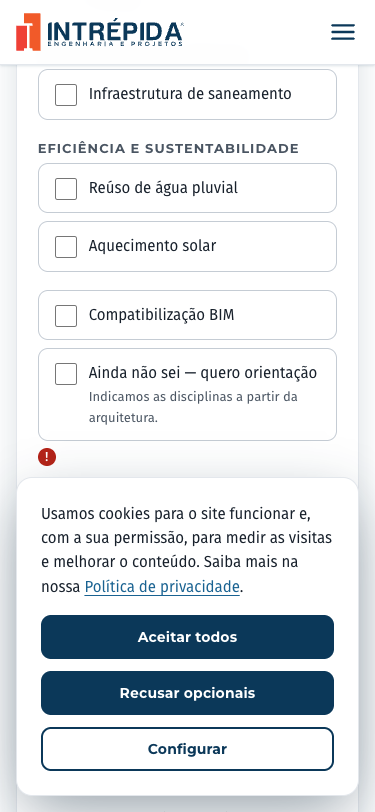 INTRÉPIDA
ENGENHARIA E PROJETOS
Infraestrutura de saneamento
EFICIÊNCIA E SUSTENTABILIDADE
Reúso de água pluvial
Aquecimento solar
Compatibilização BIM
Ainda não sei — quero orientação
Indicamos as disciplinas a partir da
arquitetura.
!
Usamos cookies para o site funcionar e,
com a sua permissão, para medir as visitas
e melhorar o conteúdo. Saiba mais na
nossa Política de privacidade.
Aceitar todos
Recusar opcionais
Configurar